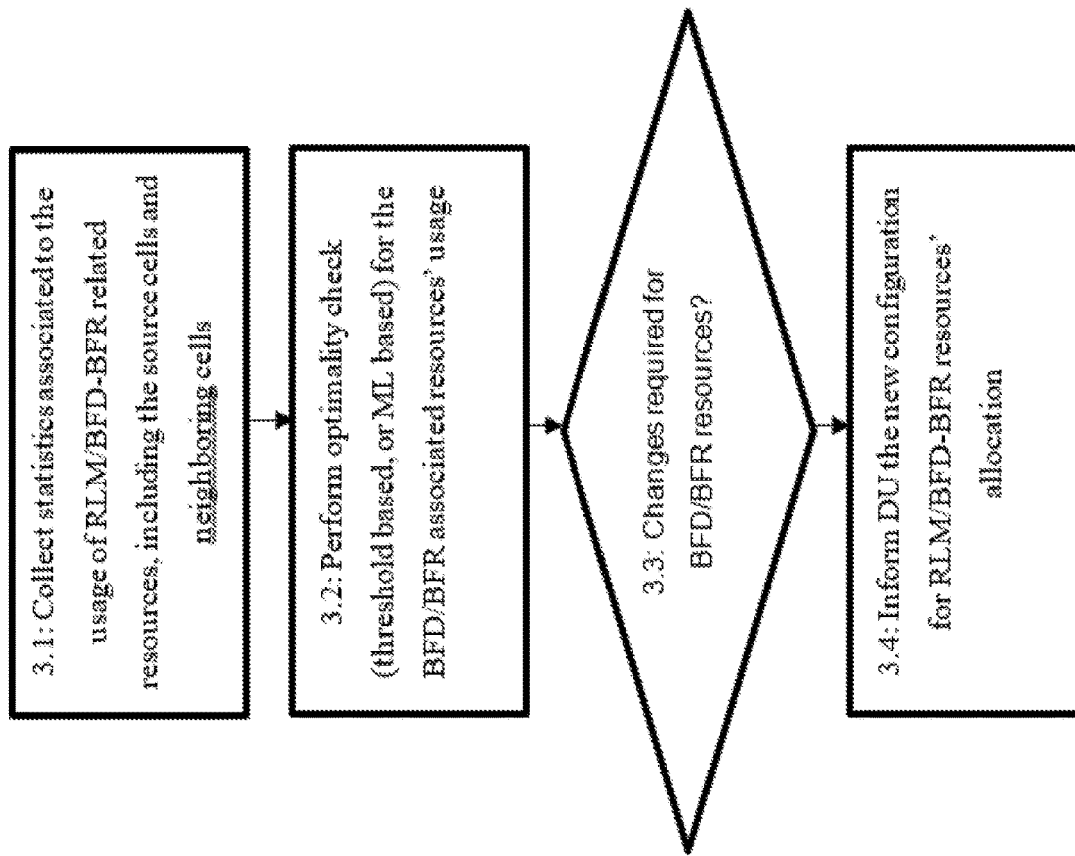 3.1: Collect statistics associated to the
usage of RLM/BFD-BFR related
resources, including the source cells and
neighboring cells
3.2: Perform optimality check
(threshold based, or ML based) for the
BFD/BFR associated resources' usage
3.3: Changes required for
BFD/BFR resources?
3.4: Inform DU the new configuration
for RLM/BFD-BFR resources'
allocation